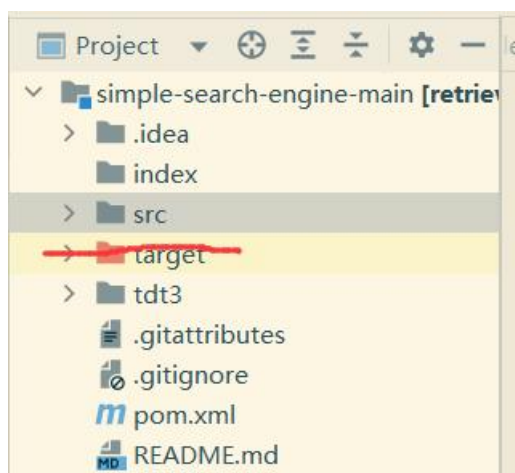 Project
simple-search-engine-main [retriev
.idea
index
src
target
tdt3
.gitattributes
.gitignore
m pom.xml
MD README.md